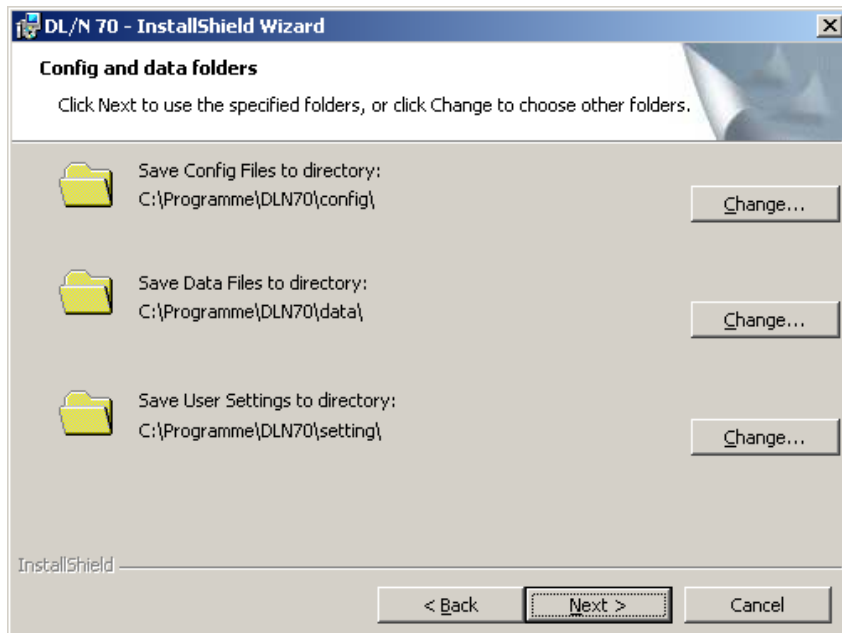 DL/N 70 - InstallShield Wizard
Config and data folders
Click Next to use the specified folders, or click Change to choose other folders.
Save Config Files to directory:
C:\Programme\DLN70\config\
Change...
Save Data Files to directory:
C:\Programme\DLN70\data\
Change...
Save User Settings to directory:
C:\Programme\DLN70\setting\
Change...
InstallShield
< Back
Next >
Cancel